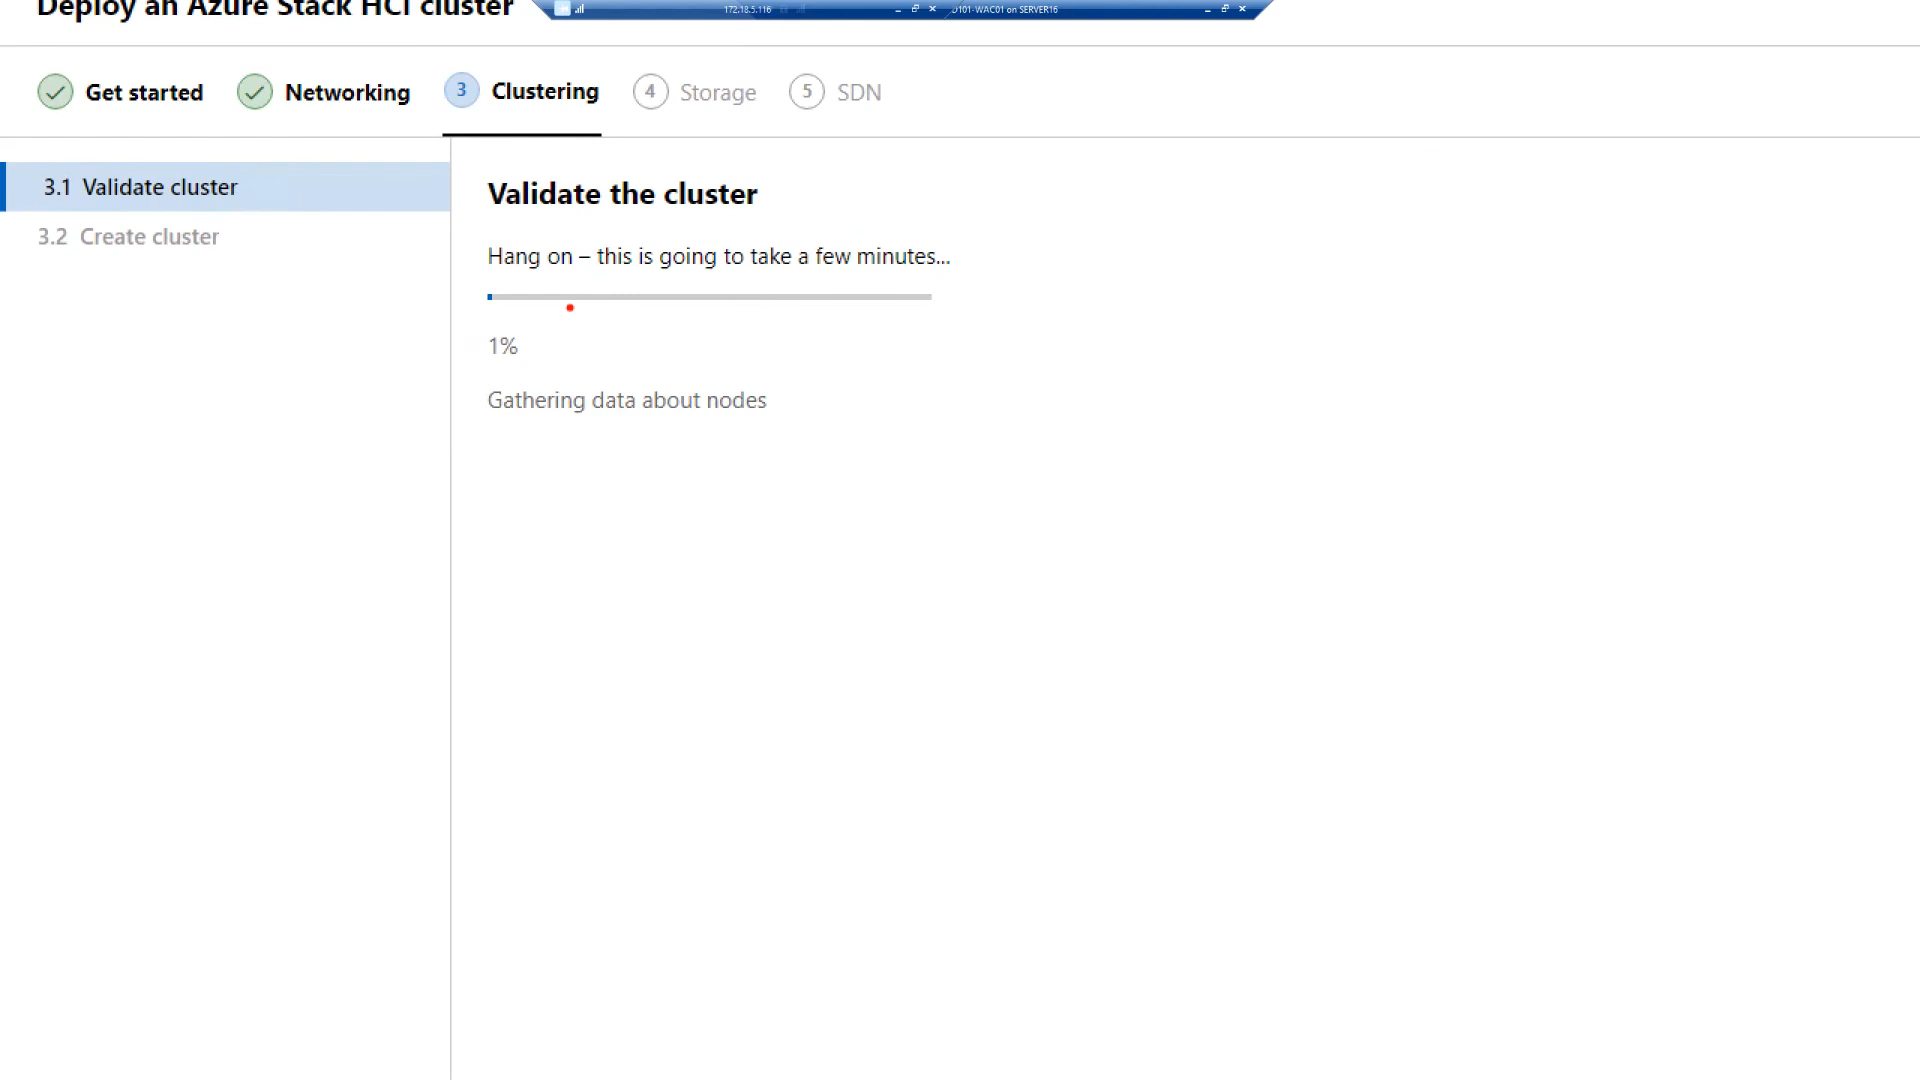 Deploy an Azure Stack HCI cluster
172.18.5.116
D101-WAC01 on SERVER16
Get started
Networking
3 Clustering
4 Storage
5 SDN
3.1 Validate cluster
3.2 Create cluster
Validate the cluster
Hang on – this is going to take a few minutes...
1%
Gathering data about nodes